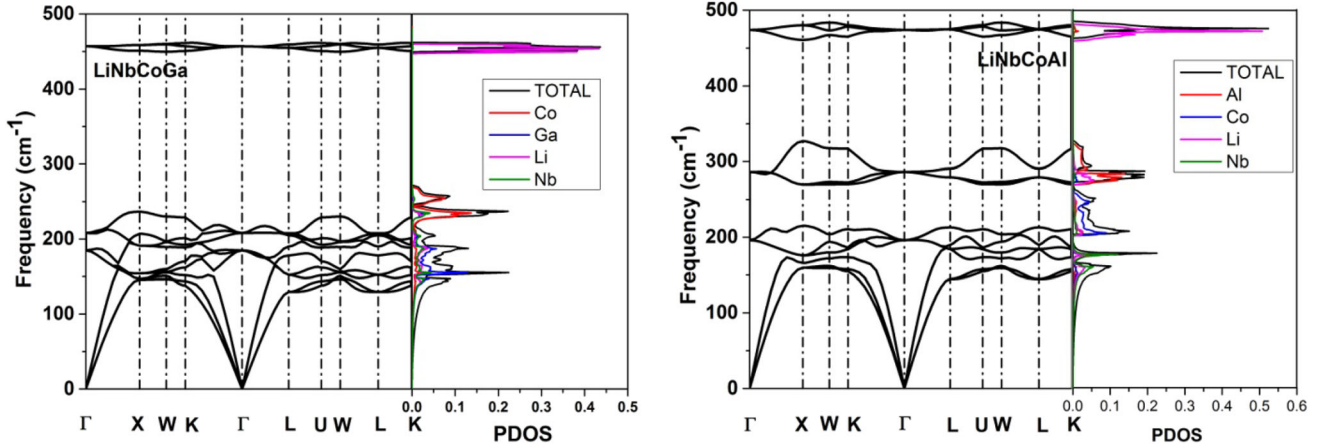 500
400
300
200
100
0
Frequency (cm⁻¹)
LiNbCoGa
TOTAL
Co
Ga
Li
Nb
Γ X W K Γ L U W L K
0.0 0.1 0.2 0.3 0.4 0.5
PDOS
500
400
300
200
100
0
Frequency (cm⁻¹)
LiNbCoAl
TOTAL
Al
Co
Li
Nb
Γ X W K Γ L U W L K
0.0 0.1 0.2 0.3 0.4 0.5 0.6
PDOS